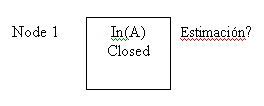 Node 1
In(A)
Closed
Estimación?